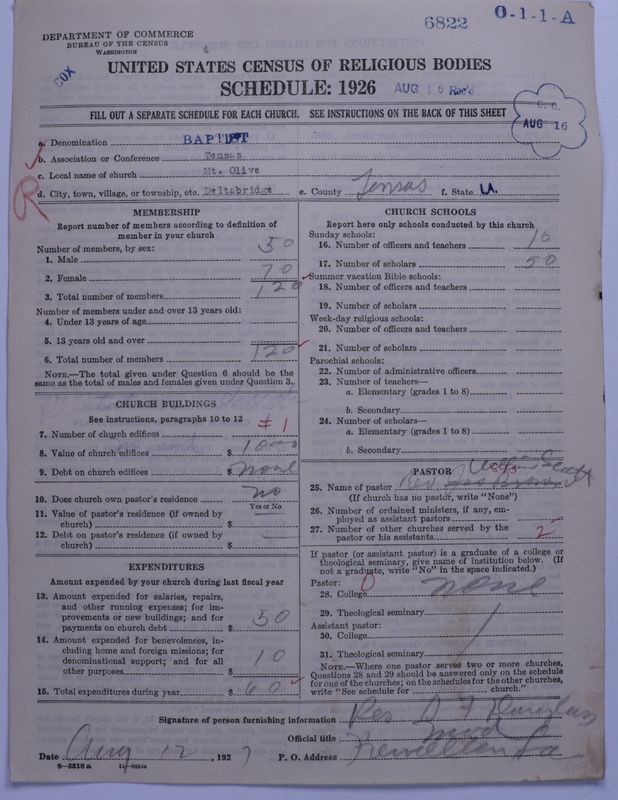 6822
0-1-1-A
DEPARTMENT OF COMMERCE
BUREAU OF THE CENSUS
WASHINGTON
COX
UNITED STATES CENSUS OF RELIGIOUS BODIES
SCHEDULE: 1926
AUG 15 Rec'd
FILL OUT A SEPARATE SCHEDULE FOR EACH CHURCH. SEE INSTRUCTIONS ON THE BACK OF THIS SHEET
C. C.
AUG 16
a. Denomination BAPTIST
b. Association or Conference Tensas
c. Local name of church Mt. Olive
d. City, town, village, or township, etc. Deltabridge e. County Tensas f. State La.
R
MEMBERSHIP
Report number of members according to definition of member in your church
Number of members, by sex:
1. Male 50
2. Female 70
3. Total number of members 120
Number of members under and over 13 years old:
4. Under 13 years of age
5. 13 years old and over
6. Total number of members 120
NOTE.—The total given under Question 6 should be the
same as the total of males and females given under Question 3.
CHURCH BUILDINGS
See instructions, paragraphs 10 to 12
7. Number of church edifices # 1
8. Value of church edifices $ 1000
9. Debt on church edifices $ None
10. Does church own pastor's residence no
Yes or No
11. Value of pastor's residence (if owned by
church) $
12. Debt on pastor's residence (if owned by
church) $
EXPENDITURES
Amount expended by your church during last fiscal year
13. Amount expended for salaries, repairs,
and other running expenses; for im-
provements or new buildings; and for
payments on church debt $ 50
14. Amount expended for benevolences, in-
cluding home and foreign missions; for
denominational support; and for all
other purposes $ 10
15. Total expenditures during year $ 60
CHURCH SCHOOLS
Report here only schools conducted by this church
Sunday schools:
16. Number of officers and teachers 10
17. Number of scholars 50
Summer vacation Bible schools:
18. Number of officers and teachers
19. Number of scholars
Week-day religious schools:
20. Number of officers and teachers
21. Number of scholars
Parochial schools:
22. Number of administrative officers
23. Number of teachers—
a. Elementary (grades 1 to 8)
b. Secondary
24. Number of scholars—
a. Elementary (grades 1 to 8)
b. Secondary
PASTOR
25. Name of pastor Rev.
(If church has no pastor, write "None")
26. Number of ordained ministers, if any, em-
ployed as assistant pastors
27. Number of other churches served by the
pastor or his assistants 2
If pastor (or assistant pastor) is a graduate of a college or
theological seminary, give name of institution below. (If
not a graduate, write "No" in the space indicated.)
Pastor: 0
28. College none
29. Theological seminary
Assistant pastor:
30. College
31. Theological seminary
NOTE.—Where one pastor serves two or more churches,
Questions 28 and 29 should be answered only on the schedule
for one of the churches; on the schedules for the other churches,
write "See schedule for church."
Signature of person furnishing information Rev
Official title Mod
Date Aug 12, 1927 P. O. Address Newellton La
8—5518a